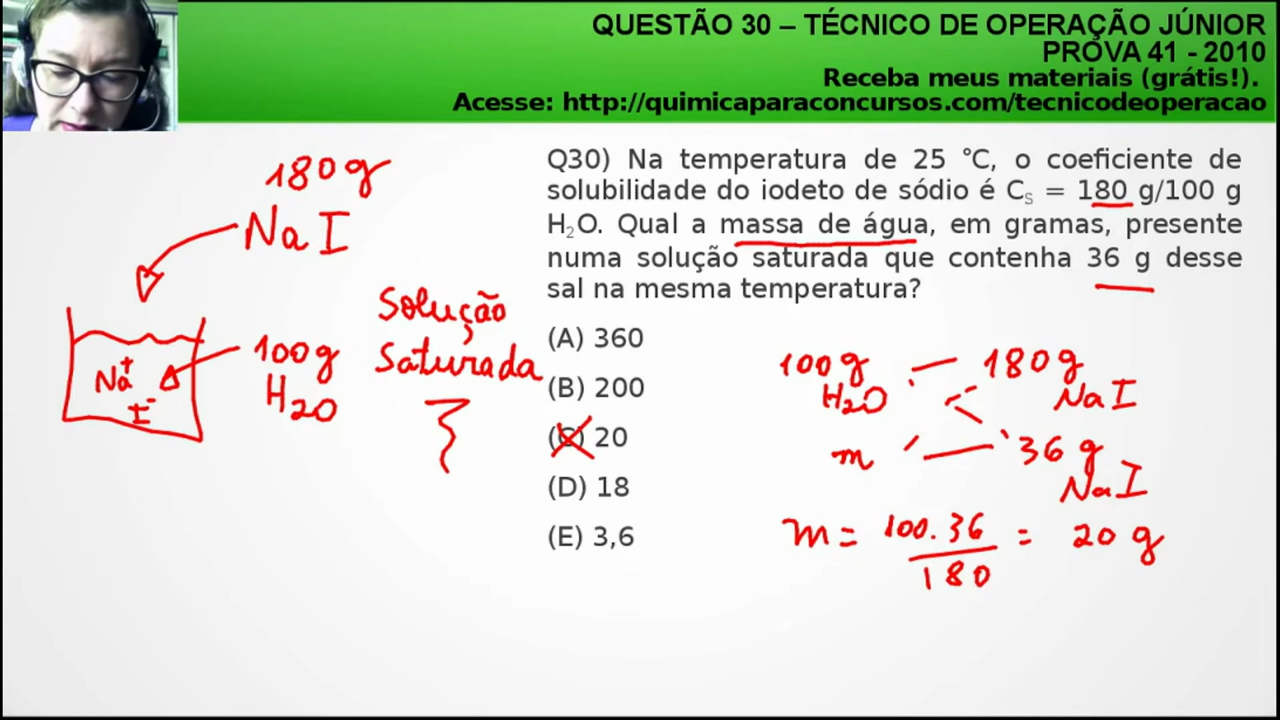 QUESTÃO 30 – TÉCNICO DE OPERAÇÃO JÚNIOR
PROVA 41 - 2010
Receba meus materiais (grátis!).
Acesse: http://quimicaparaconcursos.com/tecnicodeoperacao
Q30) Na temperatura de 25 °C, o coeficiente de
solubilidade do iodeto de sódio é Cₛ = 180 g/100 g
H₂O. Qual a massa de água, em gramas, presente
numa solução saturada que contenha 36 g desse
sal na mesma temperatura?
(A) 360
(B) 200
(C) 20
(D) 18
(E) 3,6
180 g
NaI
Na⁺
I⁻
100 g
H₂O
Solução
Saturada
100 g
H₂O
180 g
NaI
m
36 g
NaI
m = 100.36 = 20 g
180